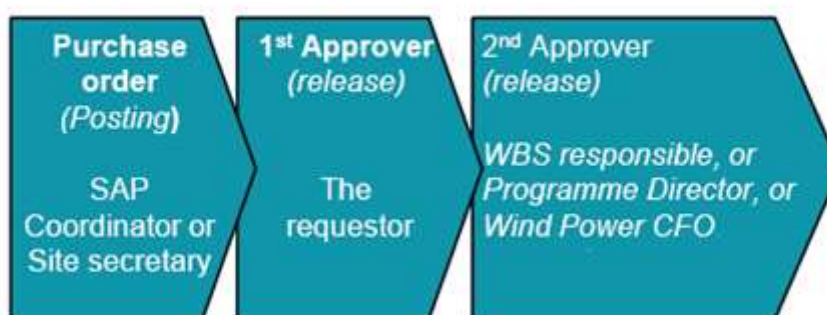 Purchase
order
(Posting)
SAP
Coordinator or
Site secretary
1st Approver
(release)
The
requestor
2nd Approver
(release)
WBS responsible, or
Programme Director, or
Wind Power CFO